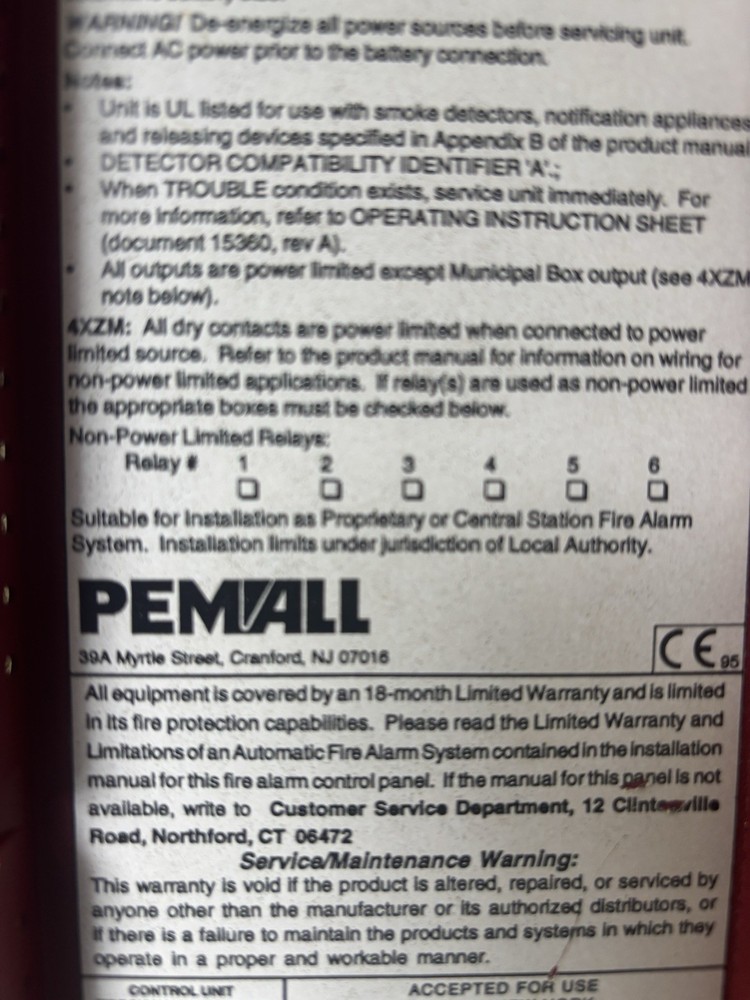 WARNING! De-energize all power sources before servicing unit.
Connect AC power prior to the battery connection.
Notes:
• Unit is UL listed for use with smoke detectors, notification appliances
and releasing devices specified in Appendix B of the product manual
• DETECTOR COMPATIBILITY IDENTIFIER 'A'.;
• When TROUBLE condition exists, service unit immediately. For
more information, refer to OPERATING INSTRUCTION SHEET
(document 15360, rev A).
• All outputs are power limited except Municipal Box output (see 4XZM
note below).
4XZM: All dry contacts are power limited when connected to power
limited source. Refer to the product manual for information on wiring for
non-power limited applications. If relay(s) are used as non-power limited
the appropriate boxes must be checked below.
Non-Power Limited Relays:
Relay # 1 2 3 4 5 6
Suitable for Installation as Proprietary or Central Station Fire Alarm
System. Installation limits under jurisdiction of Local Authority.
PEMALL
39A Myrtle Street, Cranford, NJ 07016
CE 95
All equipment is covered by an 18-month Limited Warranty and is limited
in its fire protection capabilities. Please read the Limited Warranty and
Limitations of an Automatic Fire Alarm System contained in the installation
manual for this fire alarm control panel. If the manual for this panel is not
available, write to Customer Service Department, 12 Clintonville
Road, Northford, CT 06472
Service/Maintenance Warning:
This warranty is void if the product is altered, repaired, or serviced by
anyone other than the manufacturer or its authorized distributors, or
if there is a failure to maintain the products and systems in which they
operate in a proper and workable manner.
CONTROL UNIT
ACCEPTED FOR USE